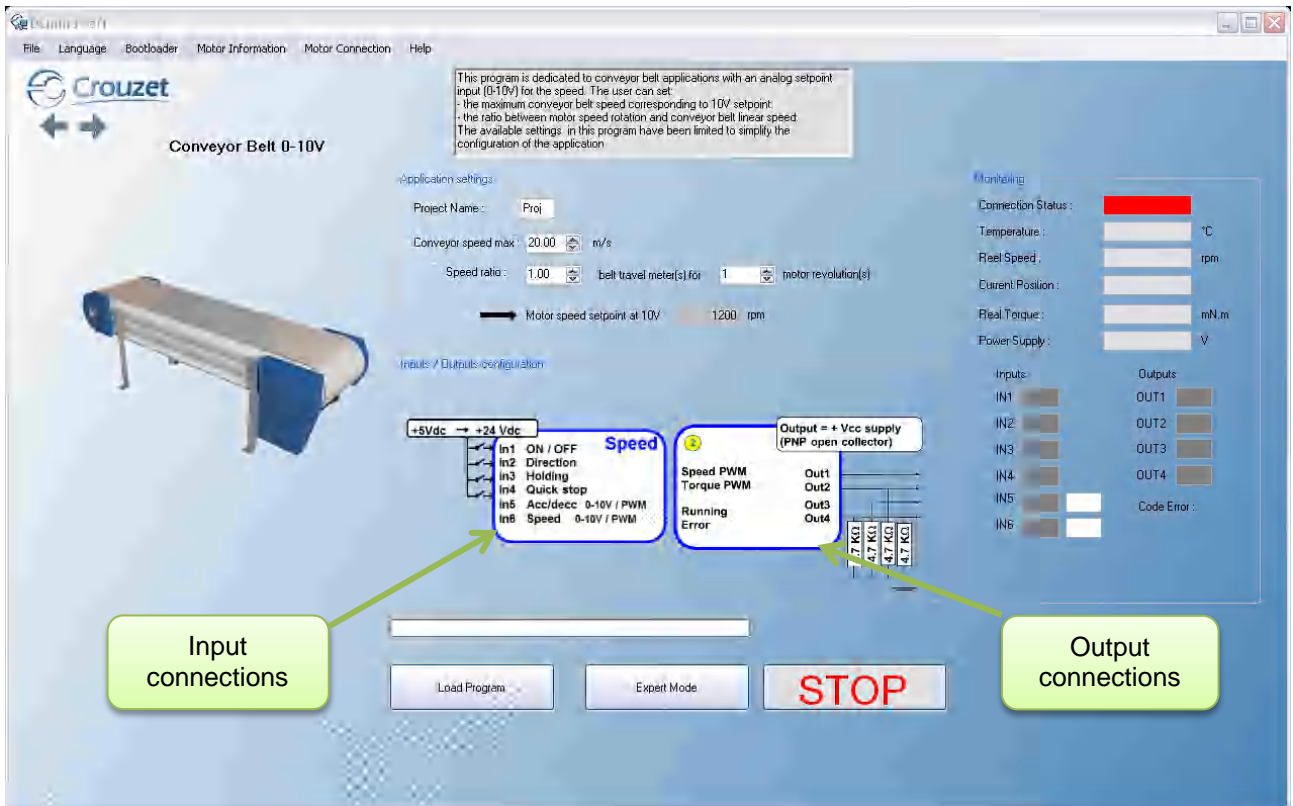 File Language Bootloader Motor Information Motor Connection Help
Crouzet
Conveyor Belt 0-10V
This program is dedicated to conveyor belt applications with an analog setpoint
input (0-10V) for the speed. The user can set:
- the maximum conveyor belt speed corresponding to 10V setpoint
- the ratio between motor speed rotation and conveyor belt linear speed
The available settings in this program have been limited to simplify the
configuration of the application
Application settings
Project Name : Proj
Conveyor speed max : 20.00 m/s
Speed ratio : 1.00 belt travel meter(s) for 1 motor revolution(s)
Motor speed setpoint at 10V 1200 rpm
Inputs / Outputs configuration
+5Vdc → +24 Vdc
Speed
In1 ON / OFF
In2 Direction
In3 Holding
In4 Quick stop
In5 Acc/decc 0-10V / PWM
In6 Speed 0-10V / PWM
2
Output = + Vcc supply
(PNP open collector)
Speed PWM Out1
Torque PWM Out2
Running Out3
Error Out4
4.7 KΩ
4.7 KΩ
4.7 KΩ
4.7 KΩ
Monitoring
Connection Status :
Temperature : °C
Reel Speed : rpm
Current Position :
Real Torque : mN.m
Power Supply : V
Inputs Outputs
IN1 OUT1
IN2 OUT2
IN3 OUT3
IN4 OUT4
IN5 Code Error :
IN6
Input
connections
Output
connections
Load Program Expert Mode STOP